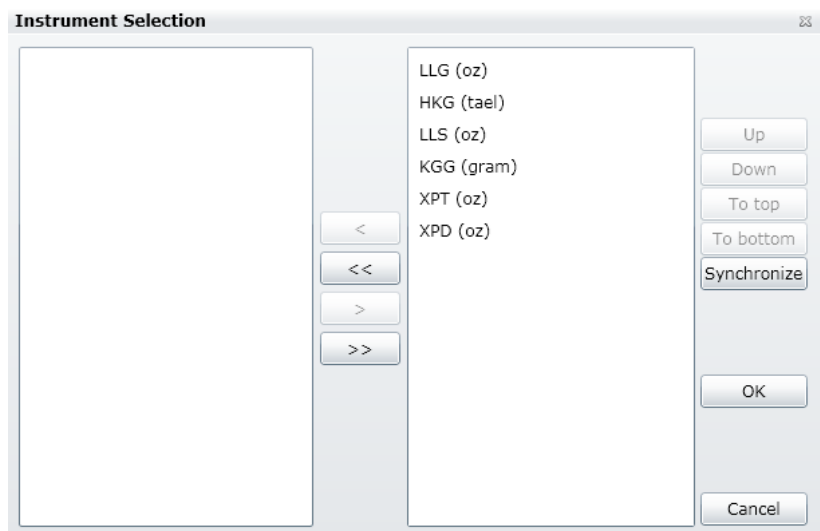 Instrument Selection
LLG (oz)
HKG (tael)
LLS (oz)
KGG (gram)
XPT (oz)
XPD (oz)
<
<<
>
>>
Up
Down
To top
To bottom
Synchronize
OK
Cancel